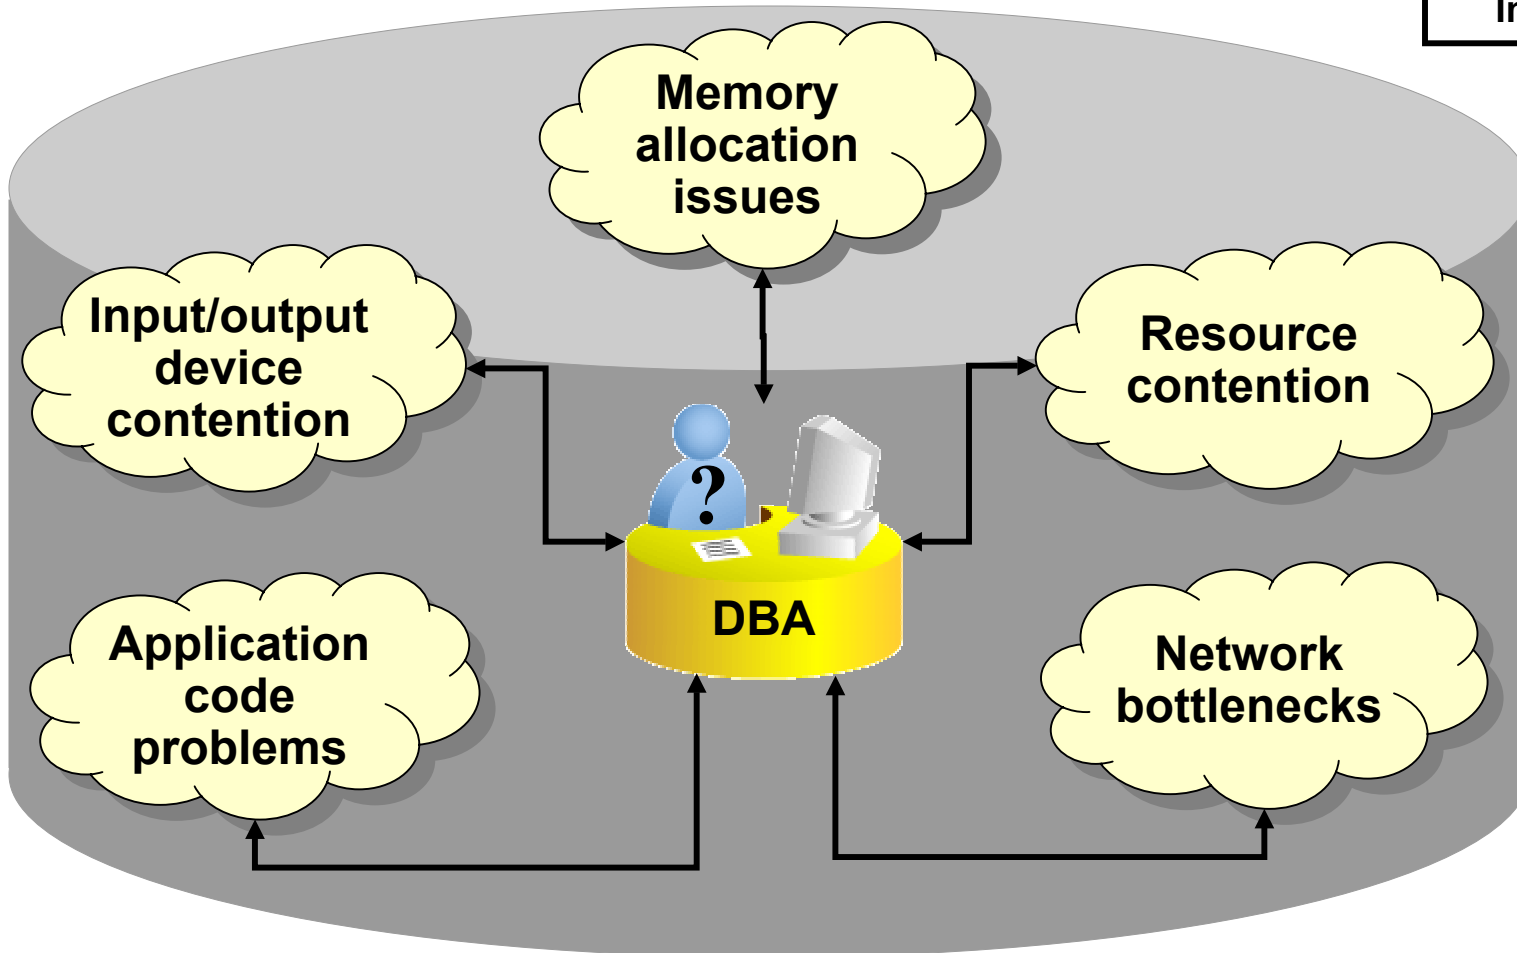 Memory
allocation
issues
Input/output
device
contention
Resource
contention
?
DBA
Application
code
problems
Network
bottlenecks